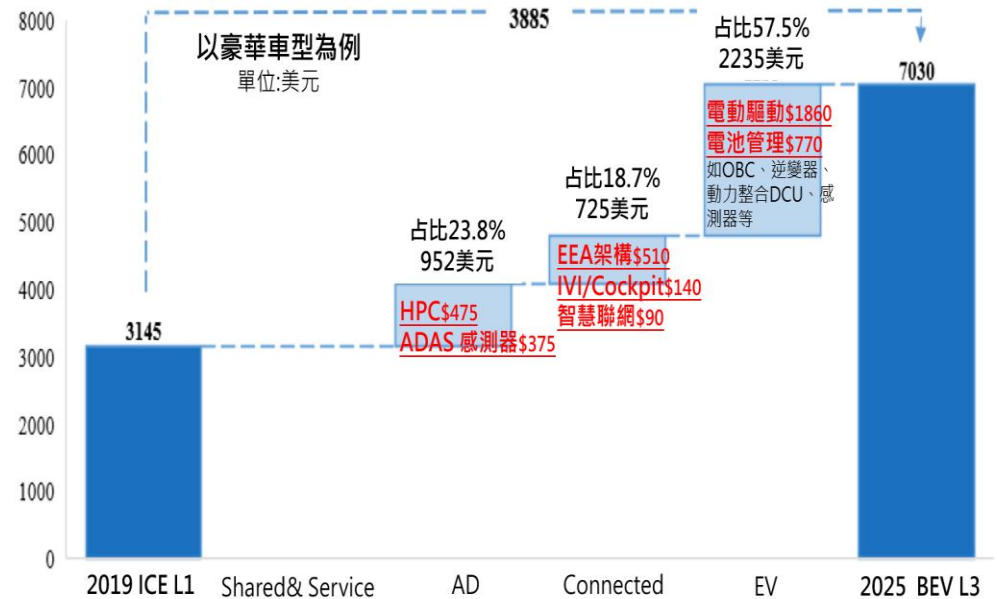 8000
7000
6000
5000
4000
3000
2000
1000
0
3885
以豪華車型為例
單位:美元
3145
占比23.8%
952美元
HPC$475
ADAS 感測器$375
占比18.7%
725美元
EEA架構$510
IVI/Cockpit$140
智慧聯網$90
占比57.5%
2235美元
電動驅動$1860
電池管理$770
如OBC、逆變器、
動力整合DCU、感
測器等
7030
2019 ICE L1
Shared& Service
AD
Connected
EV
2025 BEV L3